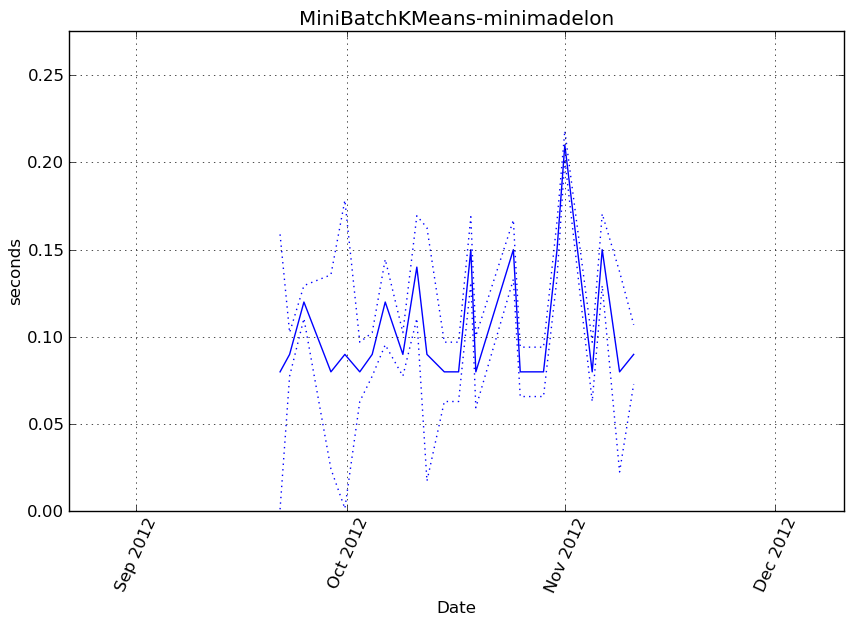 MiniBatchKMeans-minimadelon
0.25
0.20
0.15
0.10
0.05
0.00
seconds
Sep 2012
Oct 2012
Nov 2012
Dec 2012
Date